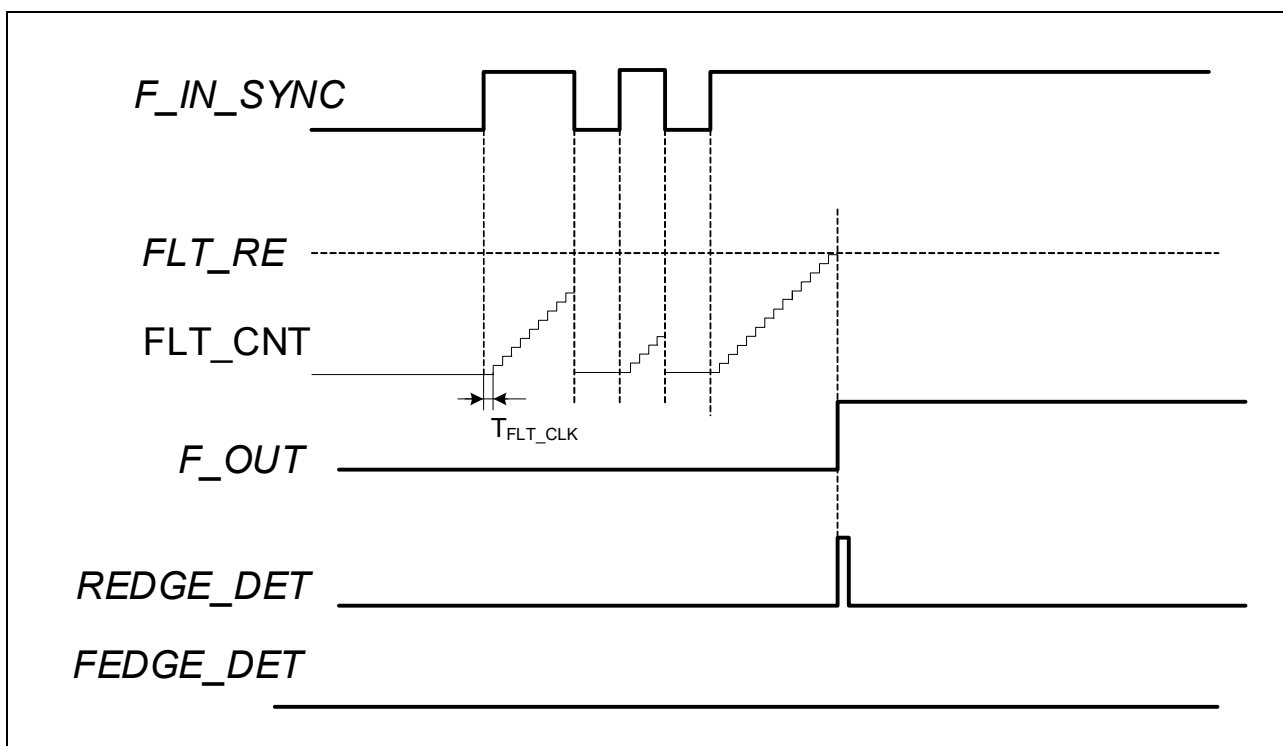 F_IN_SYNC
FLT_RE
FLT_CNT
TFLT_CLK
F_OUT
REDGE_DET
FEDGE_DET